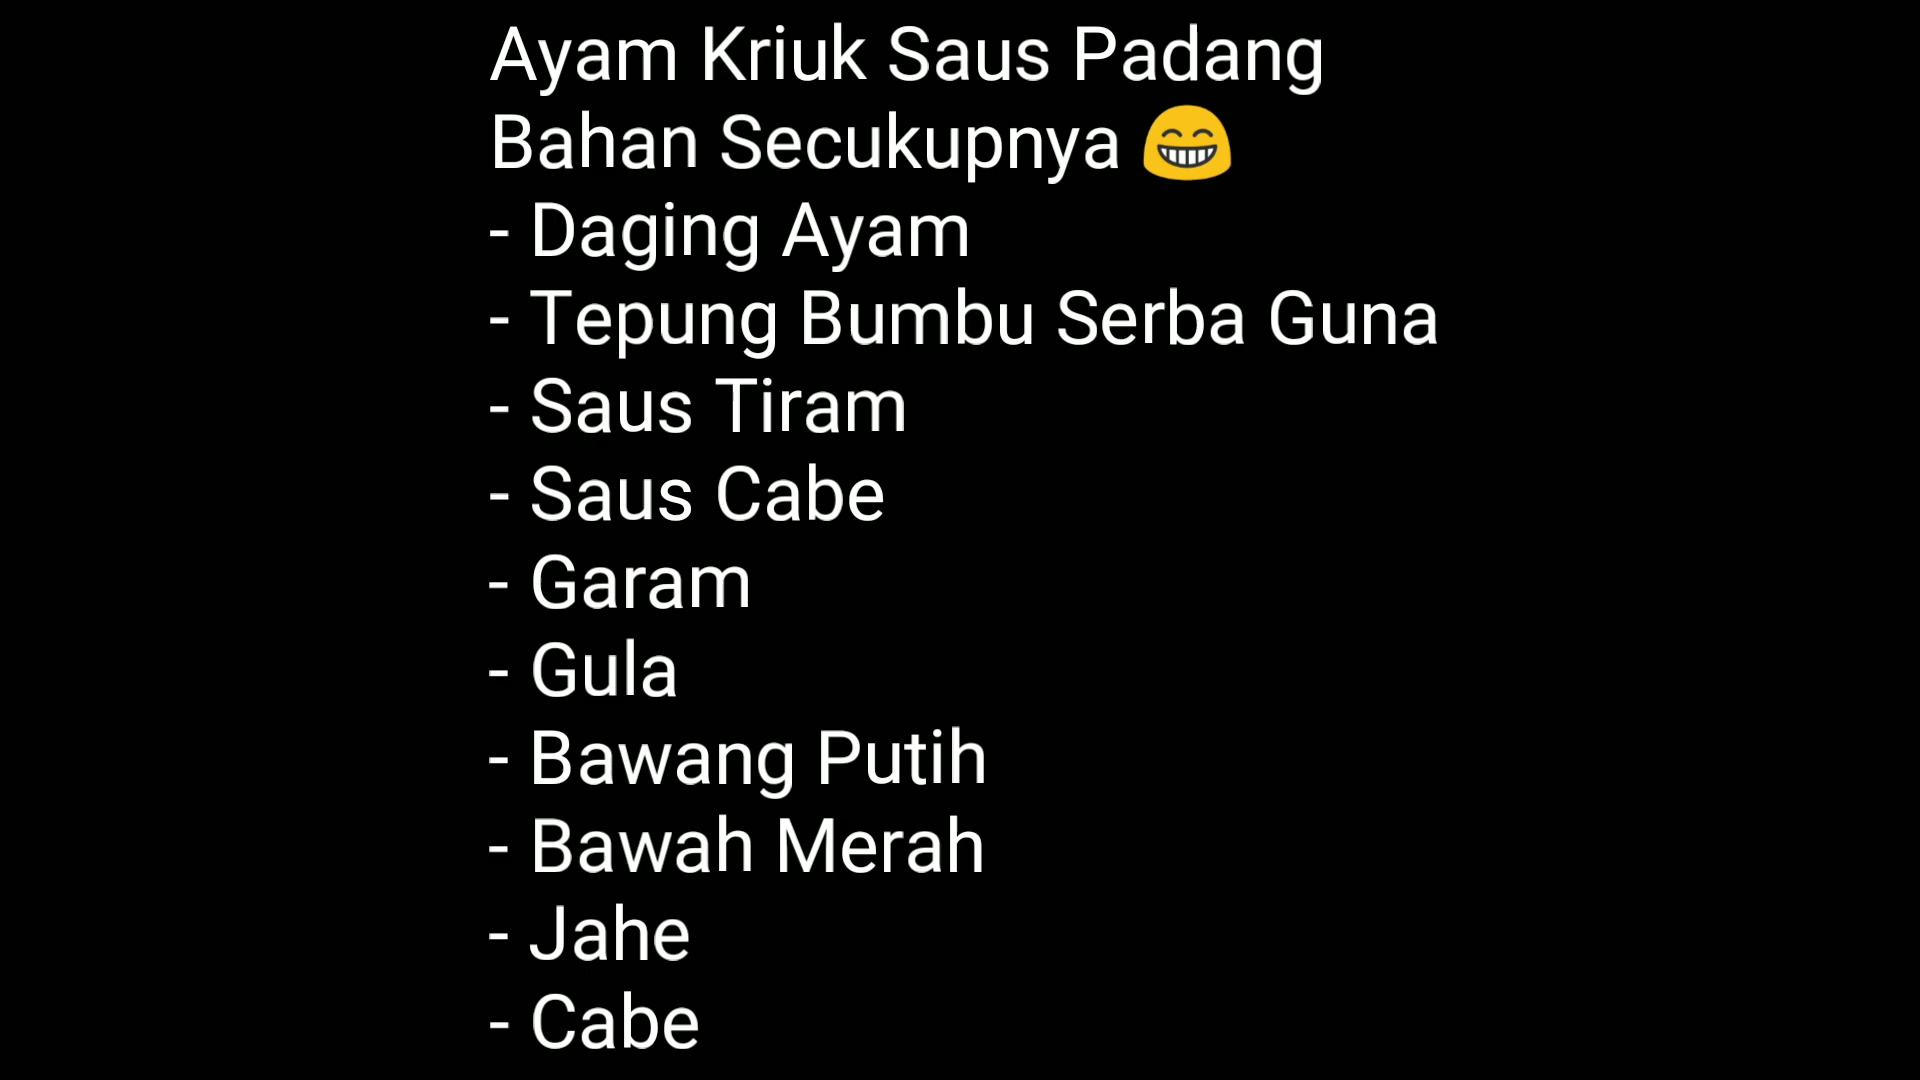 Ayam Kriuk Saus Padang
Bahan Secukupnya 😁
- Daging Ayam
- Tepung Bumbu Serba Guna
- Saus Tiram
- Saus Cabe
- Garam
- Gula
- Bawang Putih
- Bawah Merah
- Jahe
- Cabe